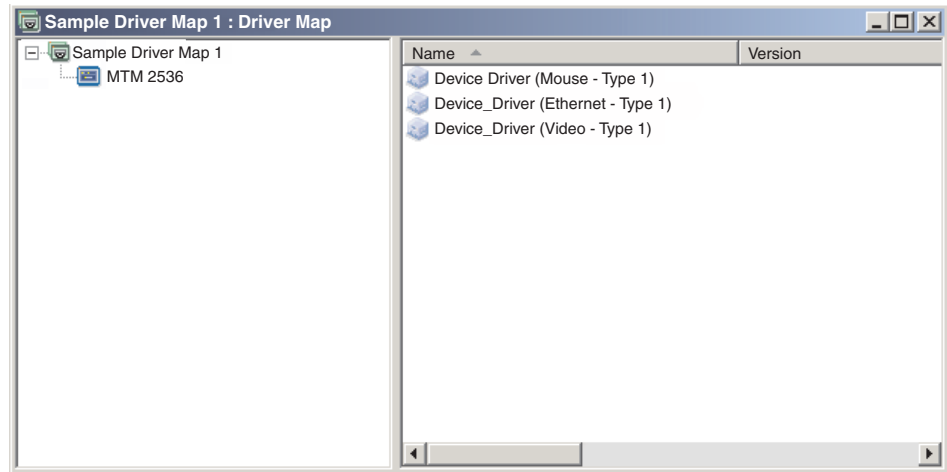 Sample Driver Map 1 : Driver Map
Sample Driver Map 1
MTM 2536
Name Version
Device Driver (Mouse - Type 1)
Device_Driver (Ethernet - Type 1)
Device_Driver (Video - Type 1)